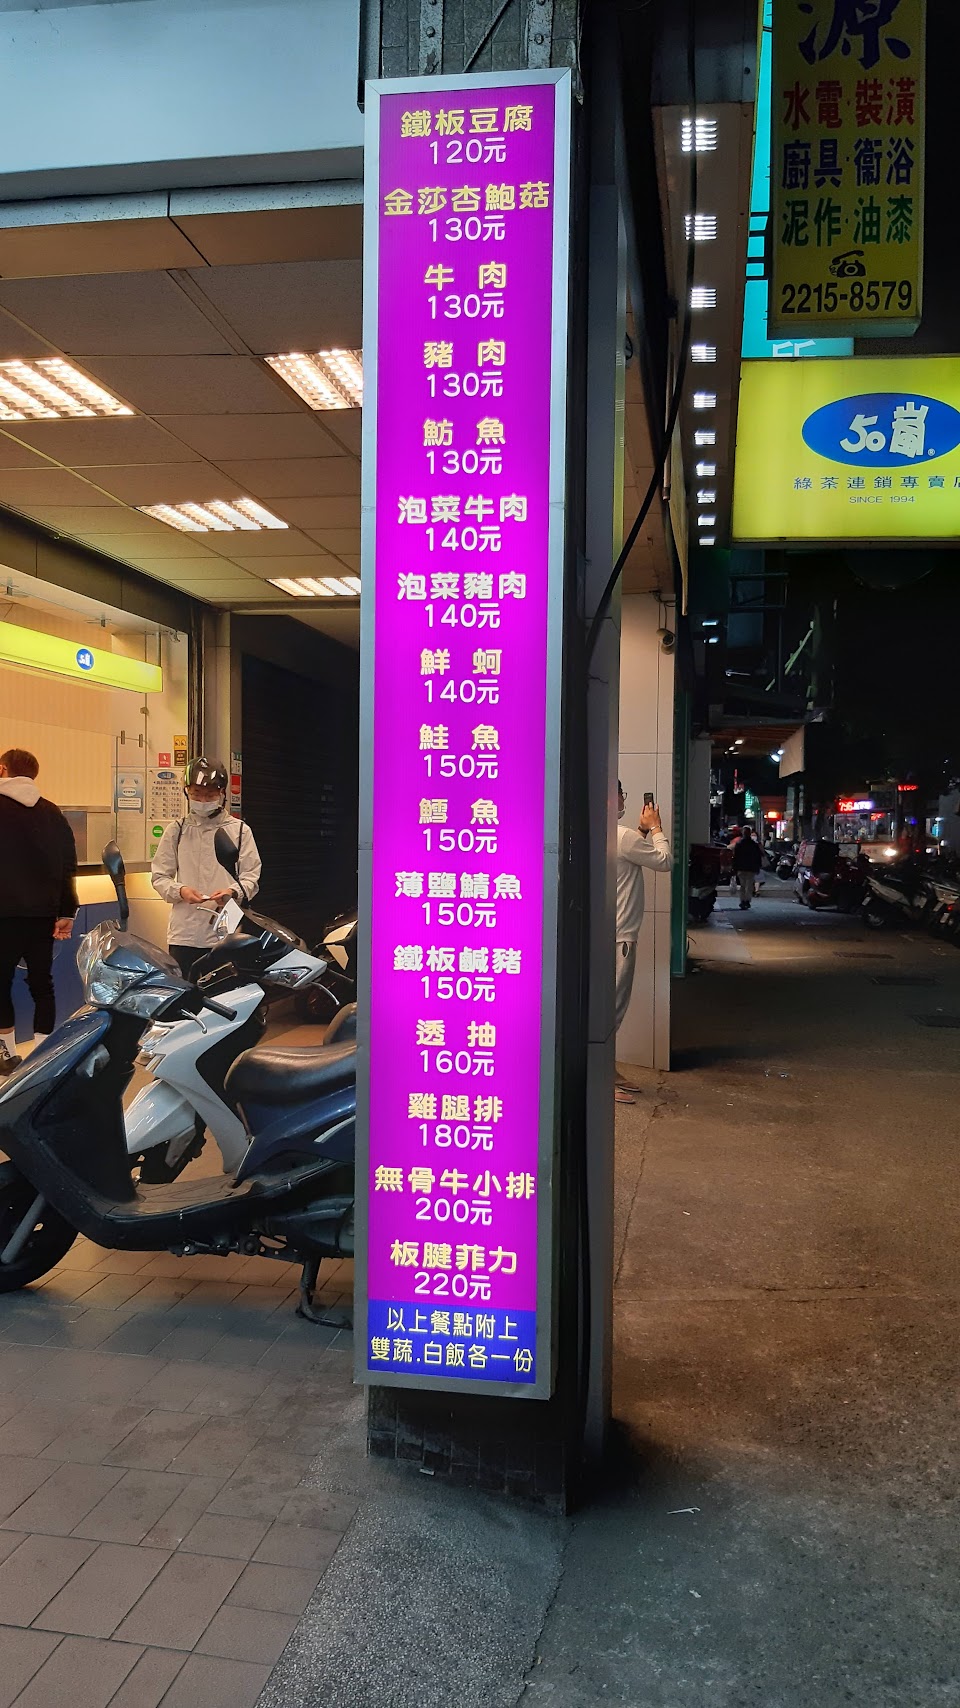 鐵板豆腐
120元
金莎杏鮑菇
130元
牛肉
130元
豬肉
130元
魴魚
130元
泡菜牛肉
140元
泡菜豬肉
140元
鮮蚵
140元
鮭魚
150元
鱈魚
150元
薄鹽鯖魚
150元
鐵板鹹豬
150元
透抽
160元
雞腿排
180元
無骨牛小排
200元
板腱菲力
220元
以上餐點附上
雙蔬.白飯各一份
源
水電·裝潢
廚具·衛浴
泥作·油漆
2215-8579
50嵐®
綠茶連鎖專賣店
SINCE 1994
50嵐